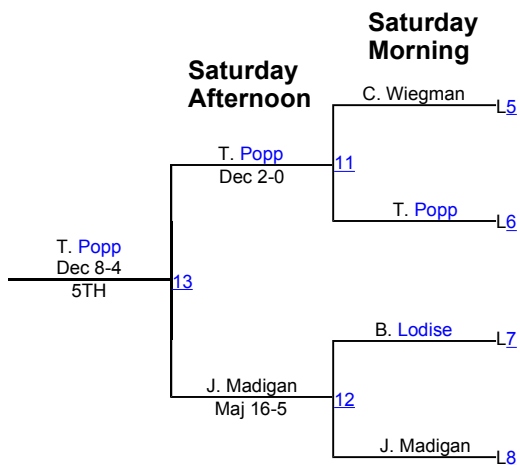 Saturday
Morning
Saturday
Afternoon
C. Wiegman
L5
T. Popp
Dec 2-0
11
T. Popp
L6
T. Popp
Dec 8-4
5TH
13
B. Lodise
L7
J. Madigan
Maj 16-5
12
J. Madigan
L8